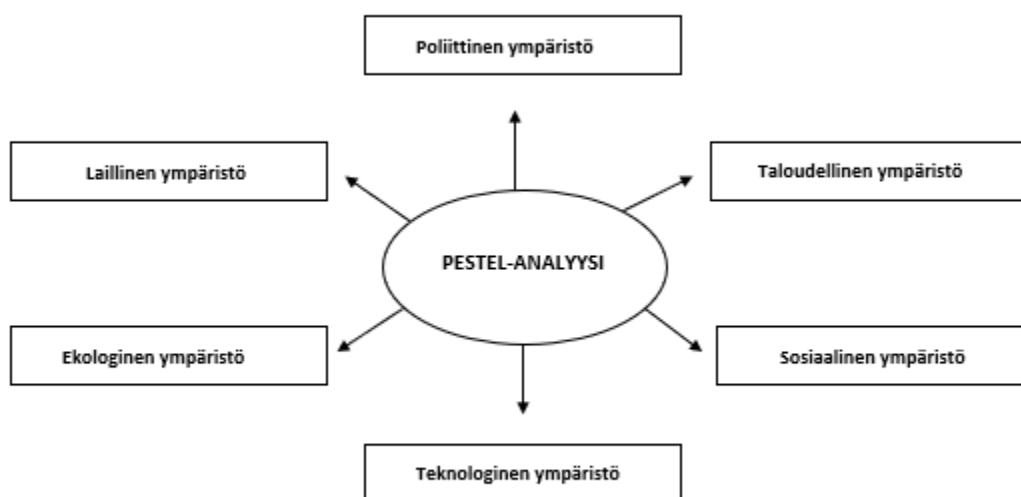 Poliittinen ympäristö
Laillinen ympäristö
Taloudellinen ympäristö
PESTEL-ANALYYSI
Ekologinen ympäristö
Sosiaalinen ympäristö
Teknologinen ympäristö